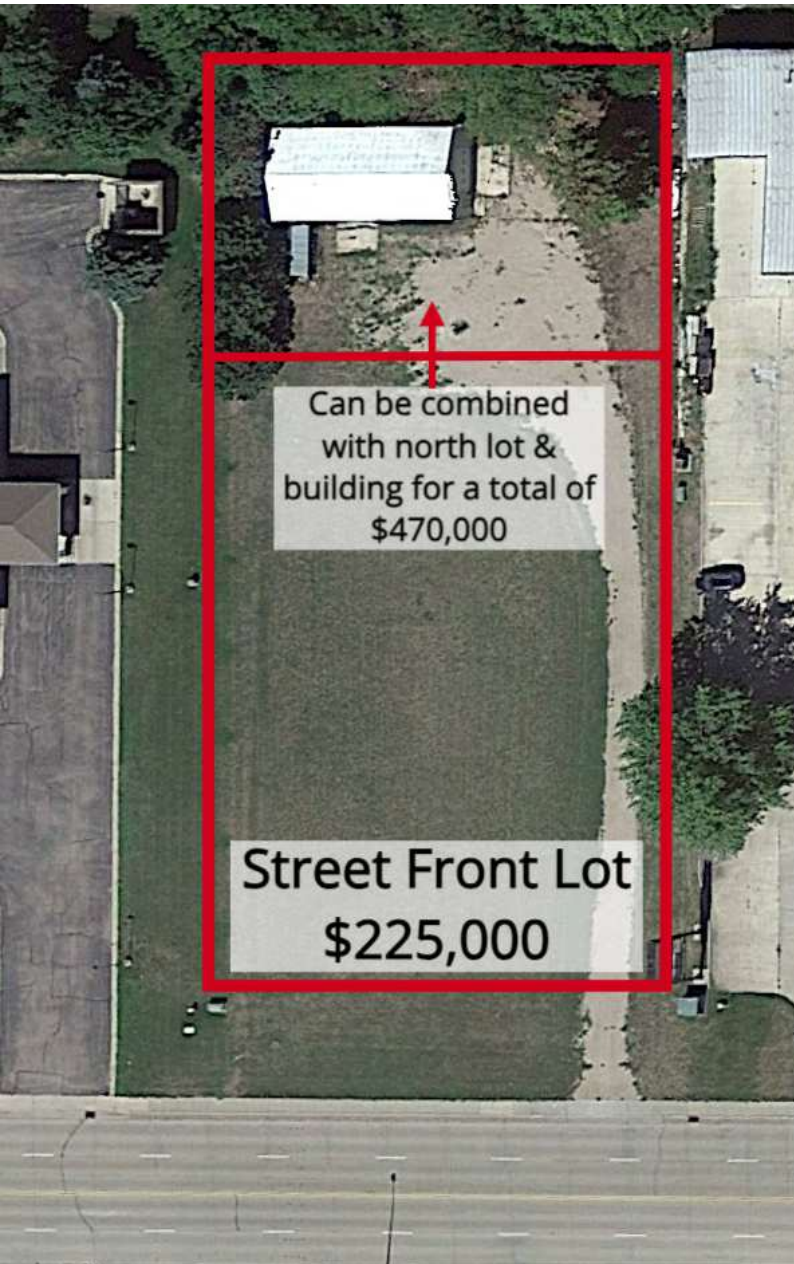 Can be combined
with north lot &
building for a total of
$470,000
Street Front Lot
$225,000